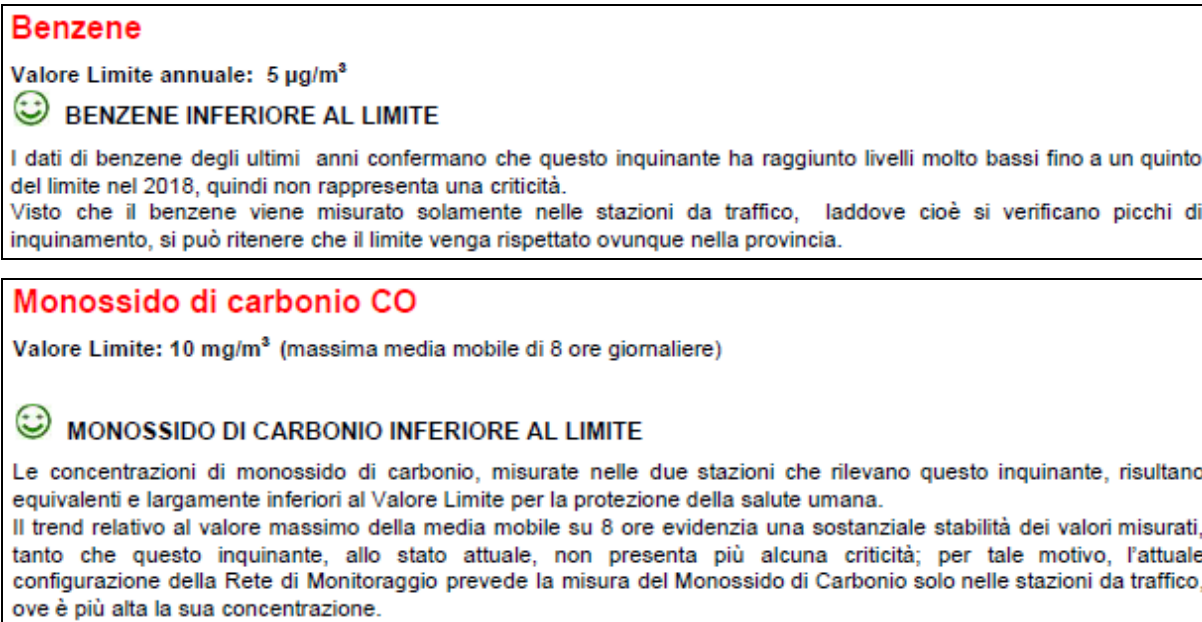 Benzene
Valore Limite annuale: 5 µg/m³
BENZENE INFERIORE AL LIMITE
I dati di benzene degli ultimi anni confermano che questo inquinante ha raggiunto livelli molto bassi fino a un quinto
del limite nel 2018, quindi non rappresenta una criticità.
Visto che il benzene viene misurato solamente nelle stazioni da traffico, laddove cioè si verificano picchi di
inquinamento, si può ritenere che il limite venga rispettato ovunque nella provincia.
Monossido di carbonio CO
Valore Limite: 10 mg/m³ (massima media mobile di 8 ore giornaliere)
MONOSSIDO DI CARBONIO INFERIORE AL LIMITE
Le concentrazioni di monossido di carbonio, misurate nelle due stazioni che rilevano questo inquinante, risultano
equivalenti e largamente inferiori al Valore Limite per la protezione della salute umana.
Il trend relativo al valore massimo della media mobile su 8 ore evidenzia una sostanziale stabilità dei valori misurati,
tanto che questo inquinante, allo stato attuale, non presenta più alcuna criticità; per tale motivo, l'attuale
configurazione della Rete di Monitoraggio prevede la misura del Monossido di Carbonio solo nelle stazioni da traffico,
ove è più alta la sua concentrazione.